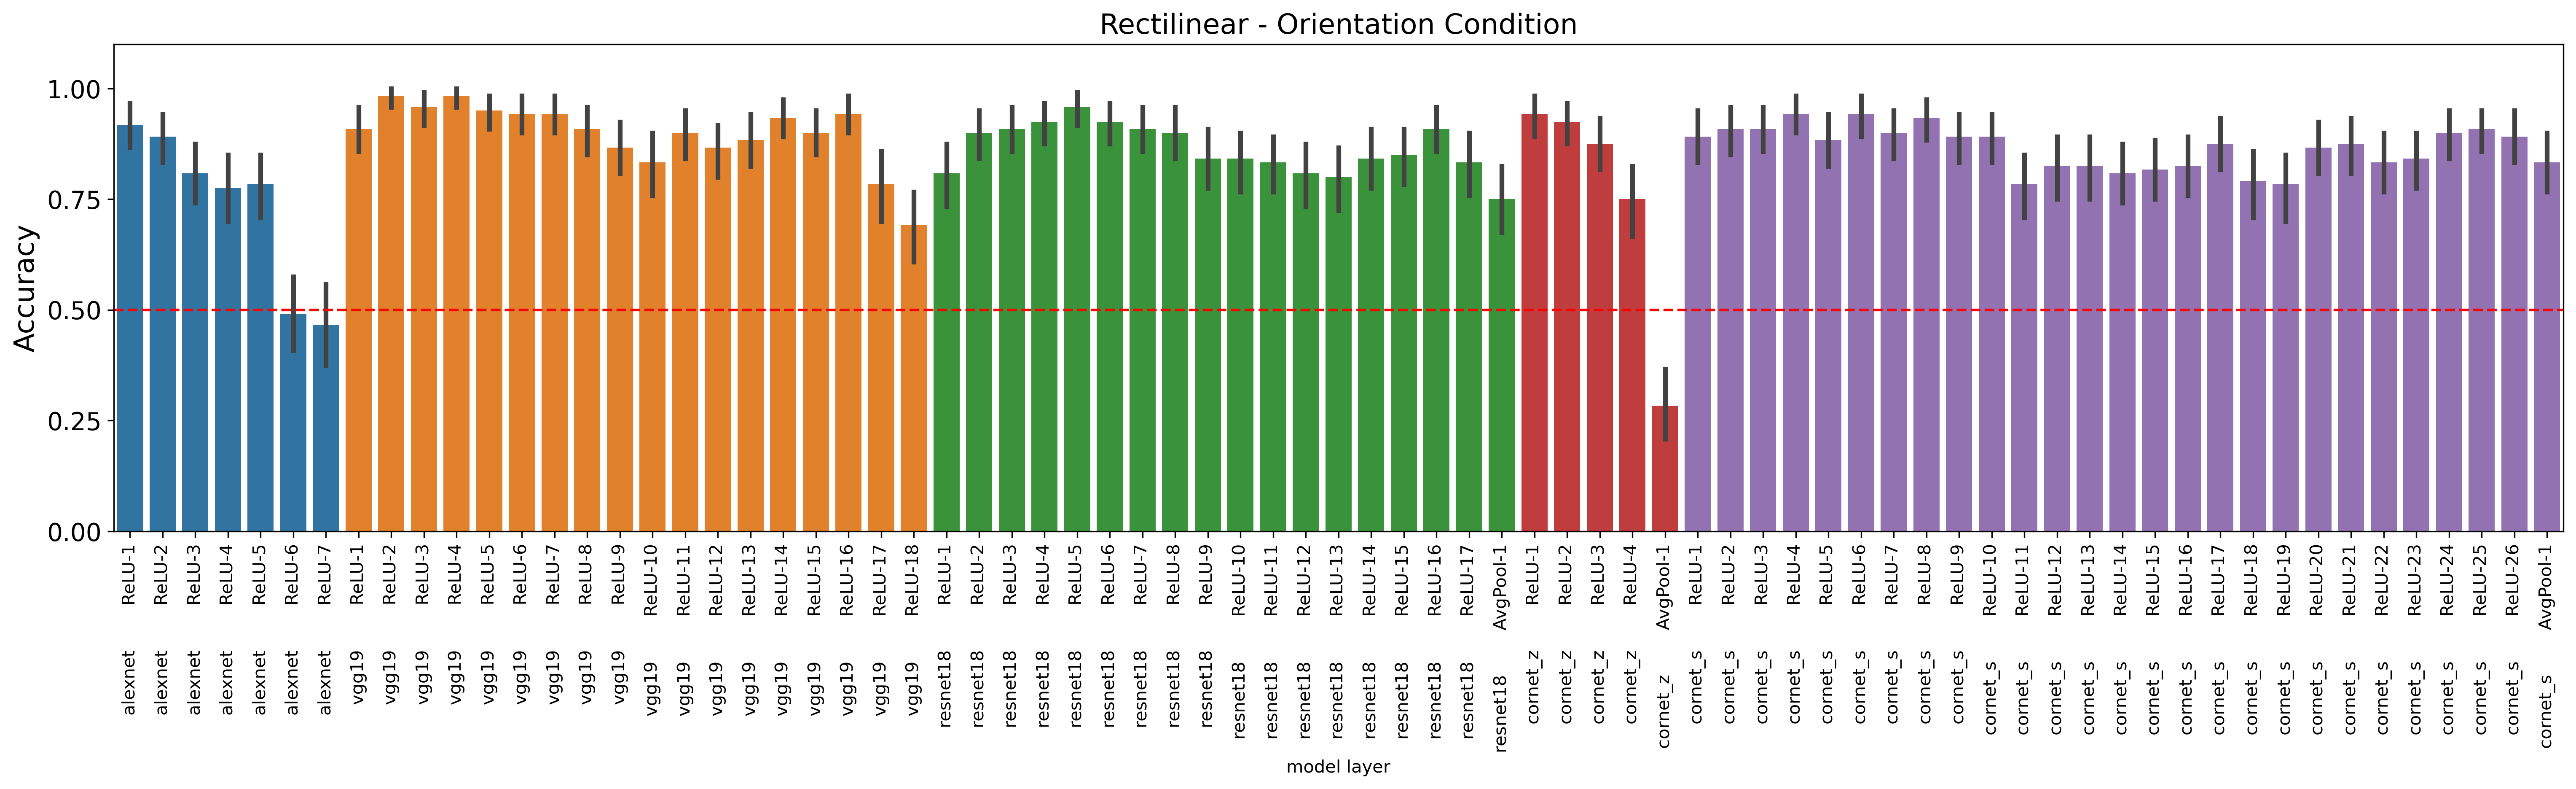 Rectilinear - Orientation Condition
Accuracy
1.00
0.75
0.50
0.25
0.00
ReLU-1 ReLU-2 ReLU-3 ReLU-4 ReLU-5 ReLU-6 ReLU-7 ReLU-1 ReLU-2 ReLU-3 ReLU-4 ReLU-5 ReLU-6 ReLU-7 ReLU-8 ReLU-9 ReLU-10 ReLU-11 ReLU-12 ReLU-13 ReLU-14 ReLU-15 ReLU-16 ReLU-17 ReLU-18 ReLU-1 ReLU-2 ReLU-3 ReLU-4 ReLU-5 ReLU-6 ReLU-7 ReLU-8 ReLU-9 ReLU-10 ReLU-11 ReLU-12 ReLU-13 ReLU-14 ReLU-15 ReLU-16 ReLU-17 AvgPool-1 ReLU-1 ReLU-2 ReLU-3 ReLU-4 AvgPool-1 ReLU-1 ReLU-2 ReLU-3 ReLU-4 ReLU-5 ReLU-6 ReLU-7 ReLU-8 ReLU-9 ReLU-10 ReLU-11 ReLU-12 ReLU-13 ReLU-14 ReLU-15 ReLU-16 ReLU-17 ReLU-18 ReLU-19 ReLU-20 ReLU-21 ReLU-22 ReLU-23 ReLU-24 ReLU-25 ReLU-26 AvgPool-1
alexnet alexnet alexnet alexnet alexnet alexnet alexnet vgg19 vgg19 vgg19 vgg19 vgg19 vgg19 vgg19 vgg19 vgg19 vgg19 vgg19 vgg19 vgg19 vgg19 vgg19 vgg19 vgg19 vgg19 resnet18 resnet18 resnet18 resnet18 resnet18 resnet18 resnet18 resnet18 resnet18 resnet18 resnet18 resnet18 resnet18 resnet18 resnet18 resnet18 resnet18 resnet18 cornet_z cornet_z cornet_z cornet_z cornet_z cornet_s cornet_s cornet_s cornet_s cornet_s cornet_s cornet_s cornet_s cornet_s cornet_s cornet_s cornet_s cornet_s cornet_s cornet_s cornet_s cornet_s cornet_s cornet_s cornet_s cornet_s cornet_s cornet_s cornet_s cornet_s cornet_s cornet_s
model layer